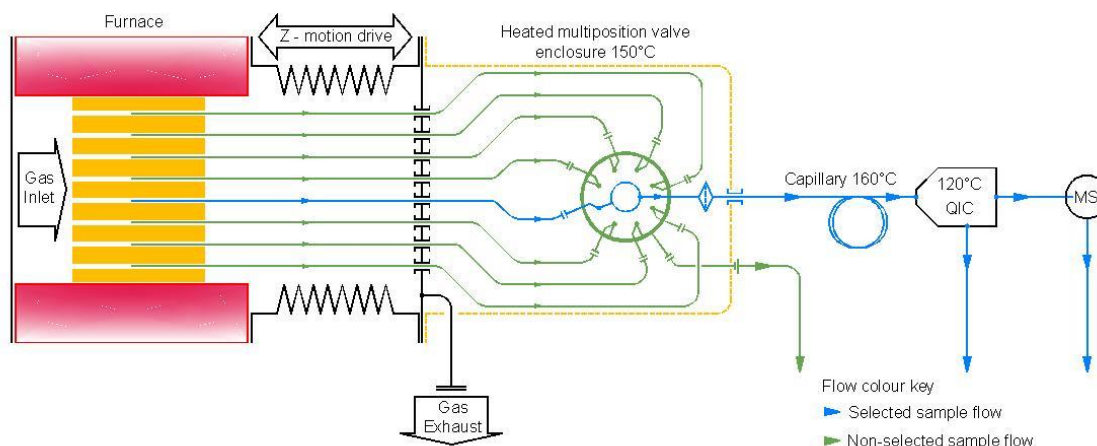 Furnace
Z - motion drive
Heated multiposition valve
enclosure 150°C
Gas
Inlet
Capillary 160°C
120°C
QIC
MS
Gas
Exhaust
Flow colour key
Selected sample flow
Non-selected sample flow